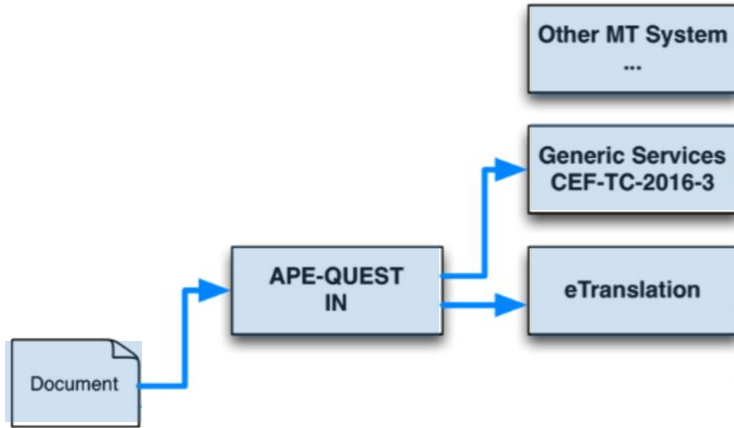 Other MT System
...
Generic Services
CEF-TC-2016-3
APE-QUEST
IN
eTranslation
Document